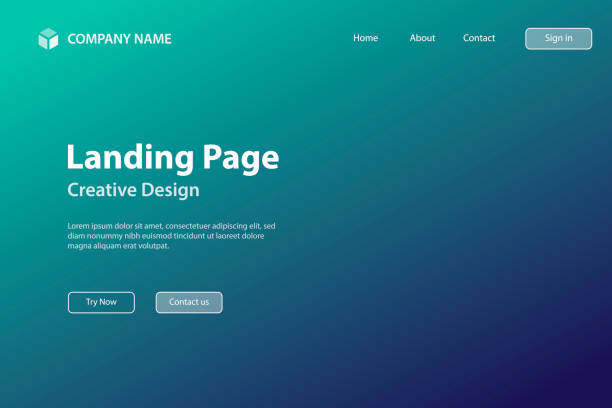 COMPANY NAME
Home About Contact Sign in
Landing Page
Creative Design
Lorem ipsum dolor sit amet, consectetuer adipiscing elit, sed
diam nonummy nibh euismod tincidunt ut laoreet dolore
magna aliquam erat volutpat.
Try Now Contact us